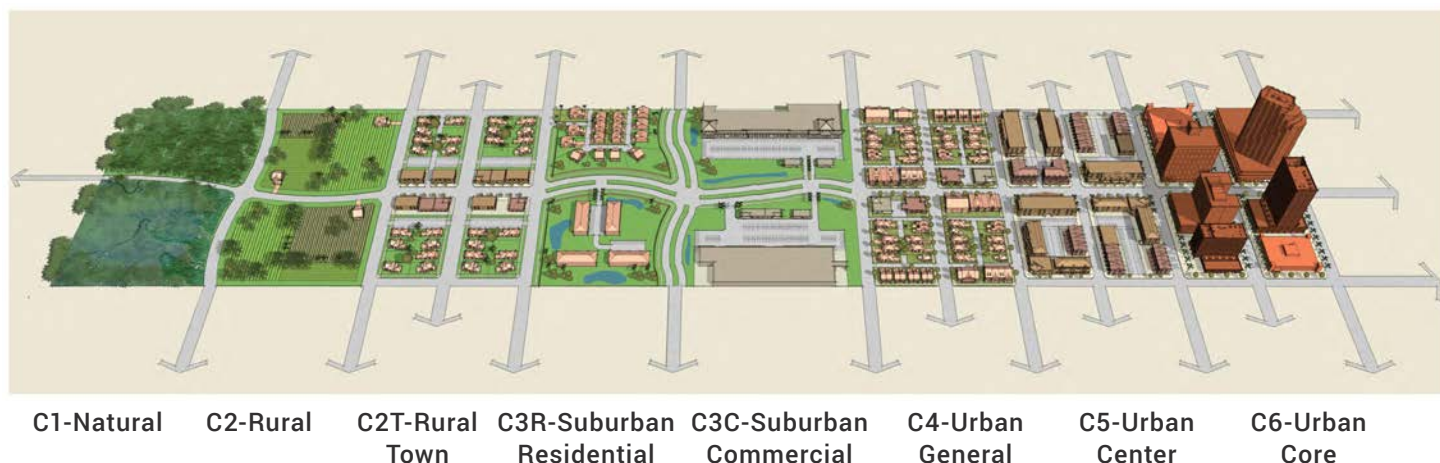 C1-Natural
C2-Rural
C2T-Rural
Town
C3R-Suburban
Residential
C3C-Suburban
Commercial
C4-Urban
General
C5-Urban
Center
C6-Urban
Core